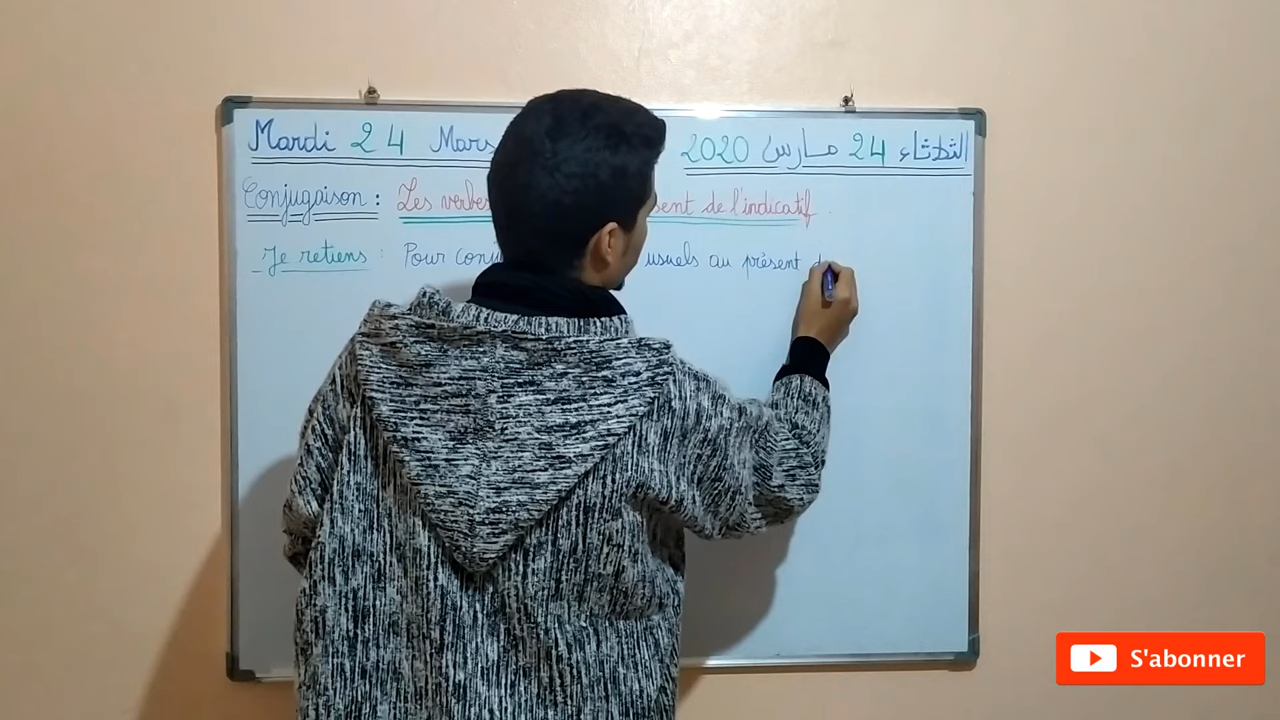 Mardi 24 Mars 2020 الثلاثاء 24 مارس
Conjugaison : Les verbes sent de l'indicatif.
Je retiens : Pour conju usuels au présent d
S'abonner